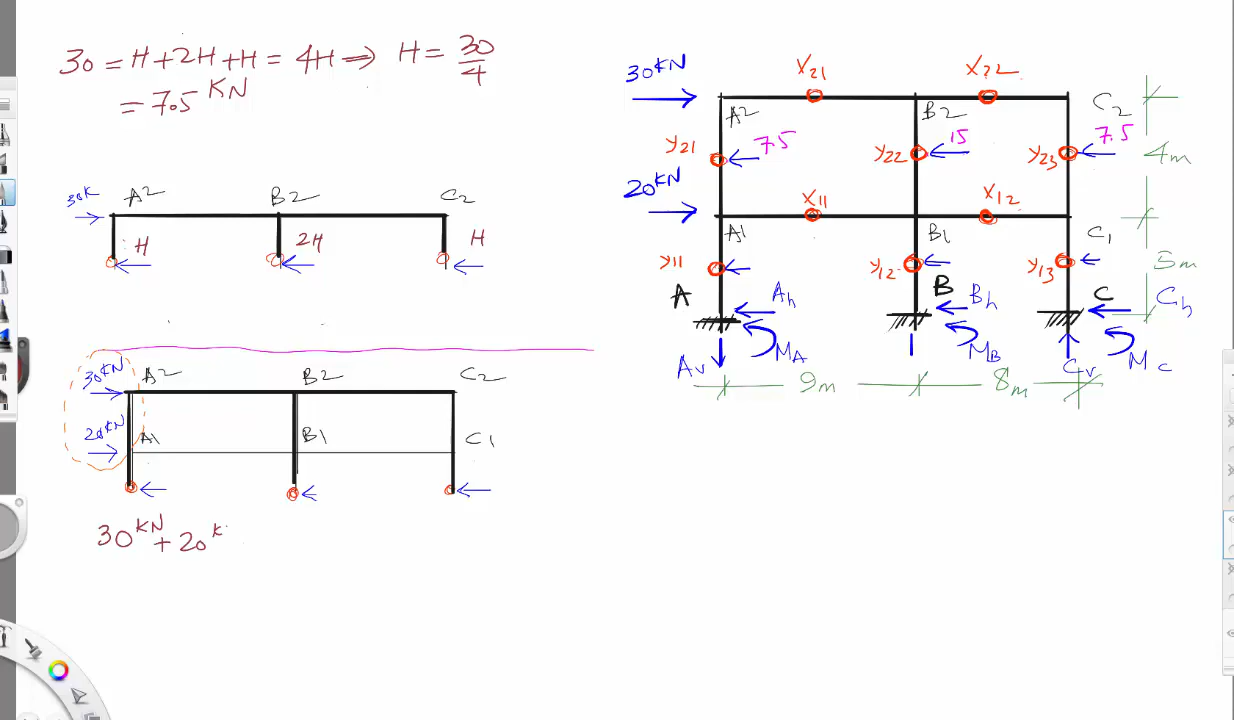 30 = H+2H+H = 4H ⟹ H = 30/4
= 7.5 KN
30K
A2
B2
C2
H
2H
H
30KN
A2
B2
C2
20KN
A1
B1
C1
30KN + 20K
30KN
X21
X22
A2
B2
C2
Y21
7.5
Y22
15
Y23
7.5
4m
20KN
X11
X12
A1
B1
C1
Y11
Y12
Y13
5m
A
Ah
B
Bh
C
Ch
Av
MA
MB
Cv
Mc
9m
8m